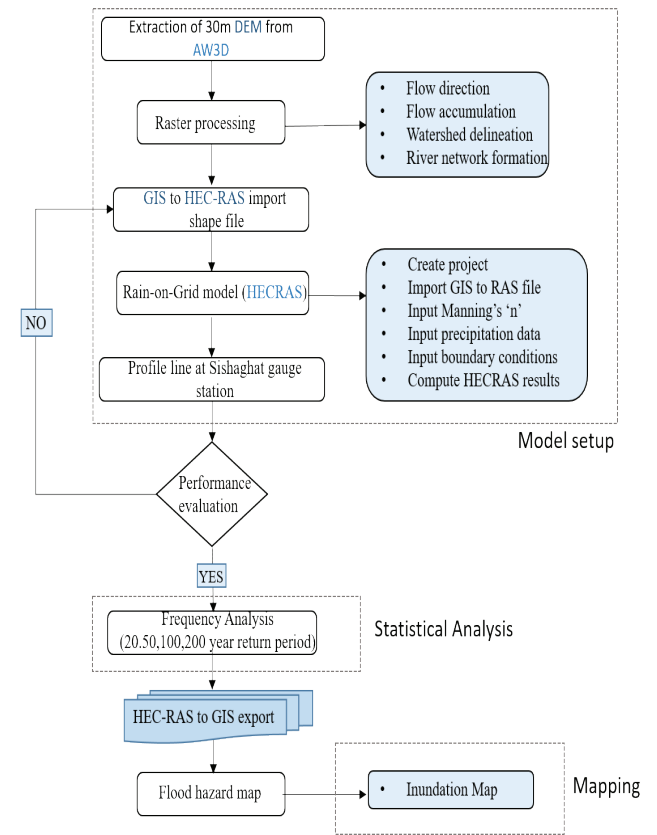 Extraction of 30m DEM from
AW3D
Raster processing
• Flow direction
• Flow accumulation
• Watershed delineation
• River network formation
GIS to HEC-RAS import
shape file
Rain-on-Grid model (HECRAS)
• Create project
• Import GIS to RAS file
• Input Manning's ‘n’
• Input precipitation data
• Input boundary conditions
• Compute HECRAS results
NO
Profile line at Sishaghat gauge
station
Model setup
Performance
evaluation
YES
Frequency Analysis
(20.50,100,200 year return period)
Statistical Analysis
HEC-RAS to GIS export
Flood hazard map
• Inundation Map
Mapping